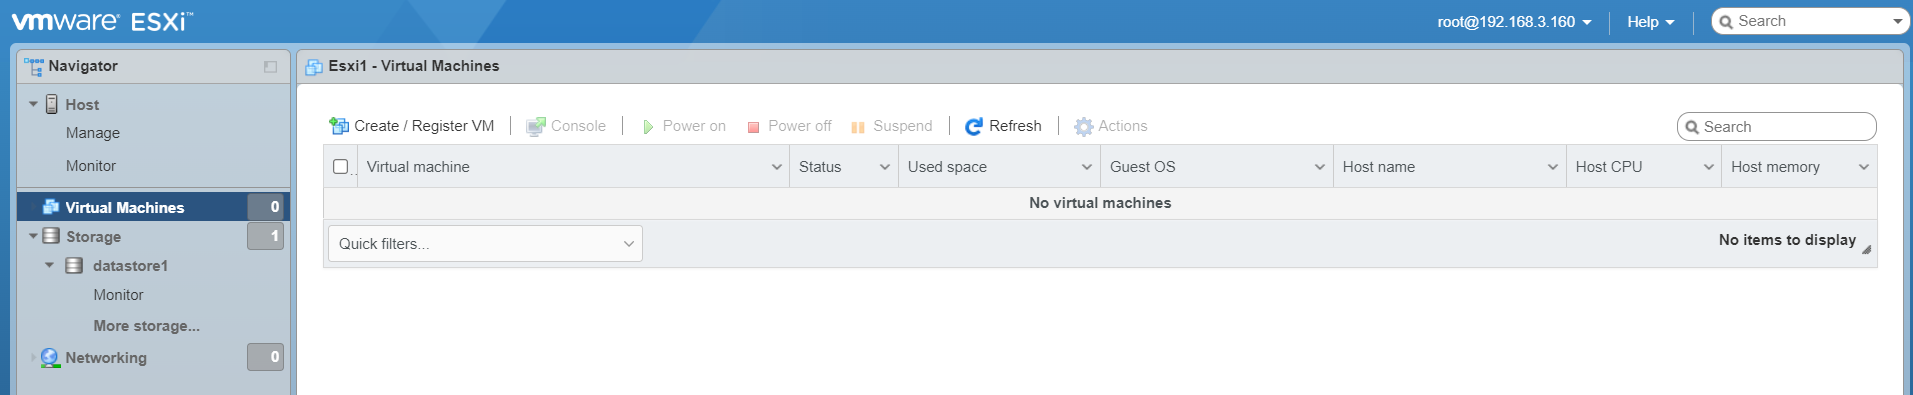 vmware® ESXi™
root@192.168.3.160 Help Search
Navigator
Host
Manage
Monitor
Virtual Machines 0
Storage 1
datastore1
Monitor
More storage...
Networking 0
Esxi1 - Virtual Machines
Create / Register VM Console Power on Power off Suspend Refresh Actions Search
Virtual machine Status Used space Guest OS Host name Host CPU Host memory
No virtual machines
Quick filters... No items to display